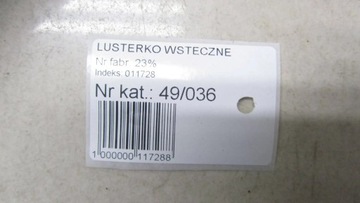 LUSTERKO WSTECZNE
Nr fabr. 23%
Indeks: 011728
Nr kat.: 49/036
1 000000 117288